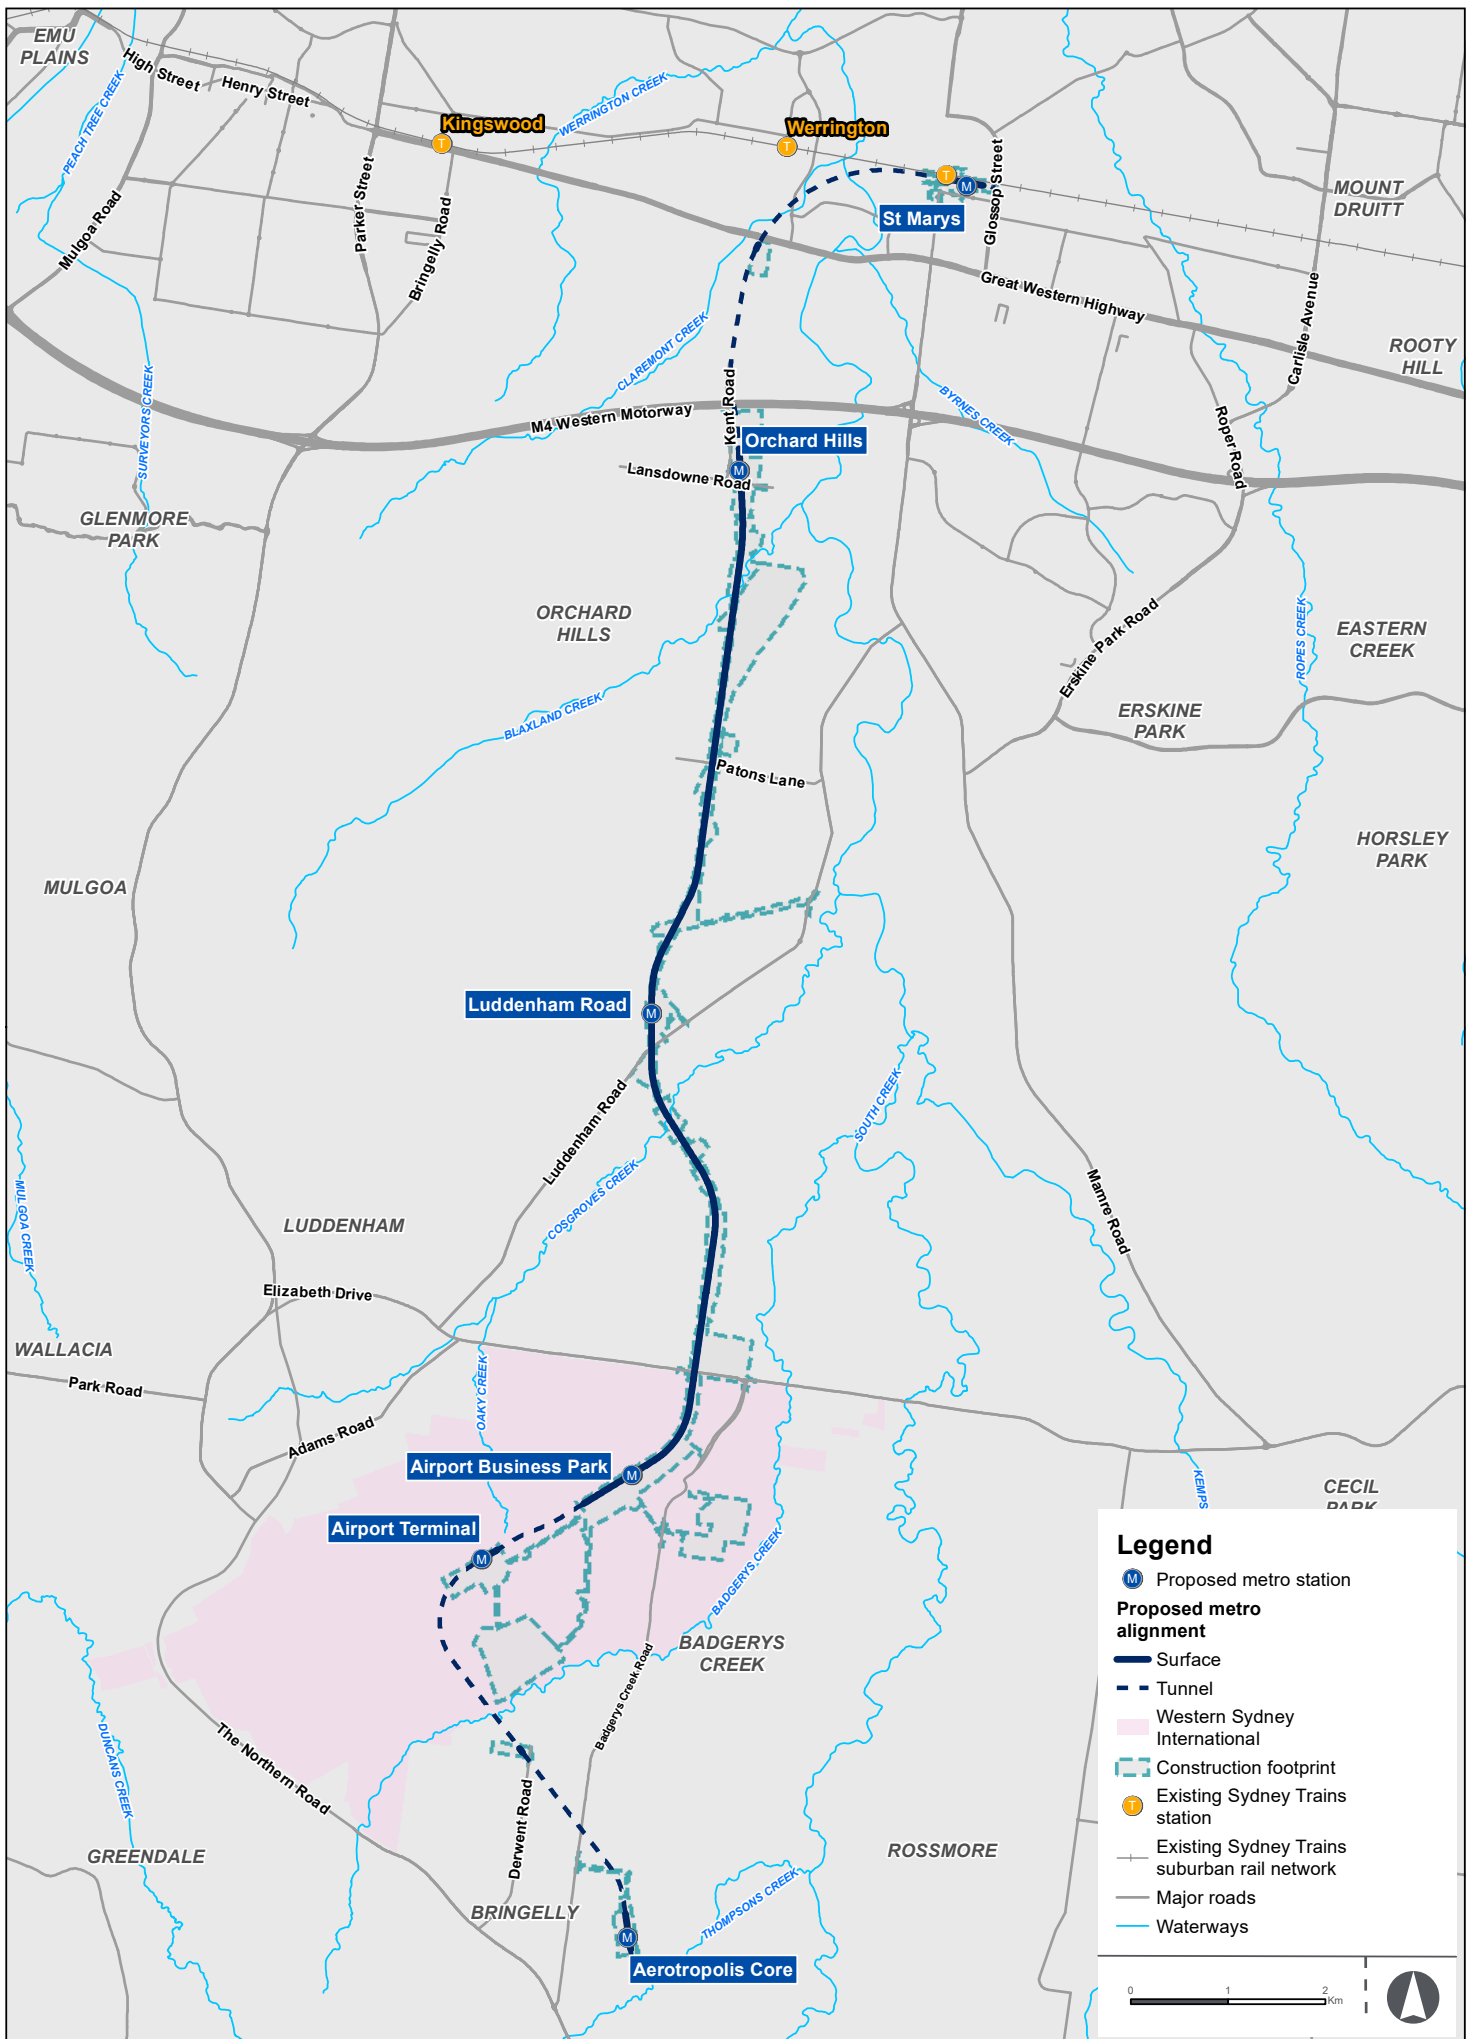 EMU
PLAINS
High Street
Henry Street
PEACH TREE CREEK
Kingswood
WERRINGTON CREEK
Werrington
T
T
T
M
St Marys
Glossop Street
MOUNT
DRUITT
Mulgoa Road
Parker Street
Bringelly Road
Great Western Highway
Carlisle Avenue
ROOTY
HILL
CLAREMONT CREEK
SURVEYORS CREEK
Kent Road
M4 Western Motorway
BYRNES CREEK
Roper Road
Orchard Hills
M
Lansdowne Road
GLENMORE
PARK
ORCHARD
HILLS
ROPES CREEK
EASTERN
CREEK
Erskine Park Road
ERSKINE
PARK
BLAXLAND CREEK
Patons Lane
HORSLEY
PARK
MULGOA
Luddenham Road
M
SOUTH CREEK
Luddenham Road
COSGROVES CREEK
MULGOA CREEK
Mamre Road
LUDDENHAM
Elizabeth Drive
WALLACIA
Park Road
OAKY CREEK
Adams Road
Airport Business Park
M
KEMPS
CECIL
PARK
Airport Terminal
M
BADGERYS CREEK
BADGERYS
CREEK
Badgerys Creek Road
DUNCANS CREEK
The Northern Road
Derwent Road
GREENDALE
ROSSMORE
BRINGELLY
THOMPSONS CREEK
M
Aerotropolis Core
Legend
M Proposed metro station
Proposed metro
alignment
Surface
Tunnel
Western Sydney
International
Construction footprint
T Existing Sydney Trains
station
Existing Sydney Trains
suburban rail network
Major roads
Waterways
0 1 2
Km